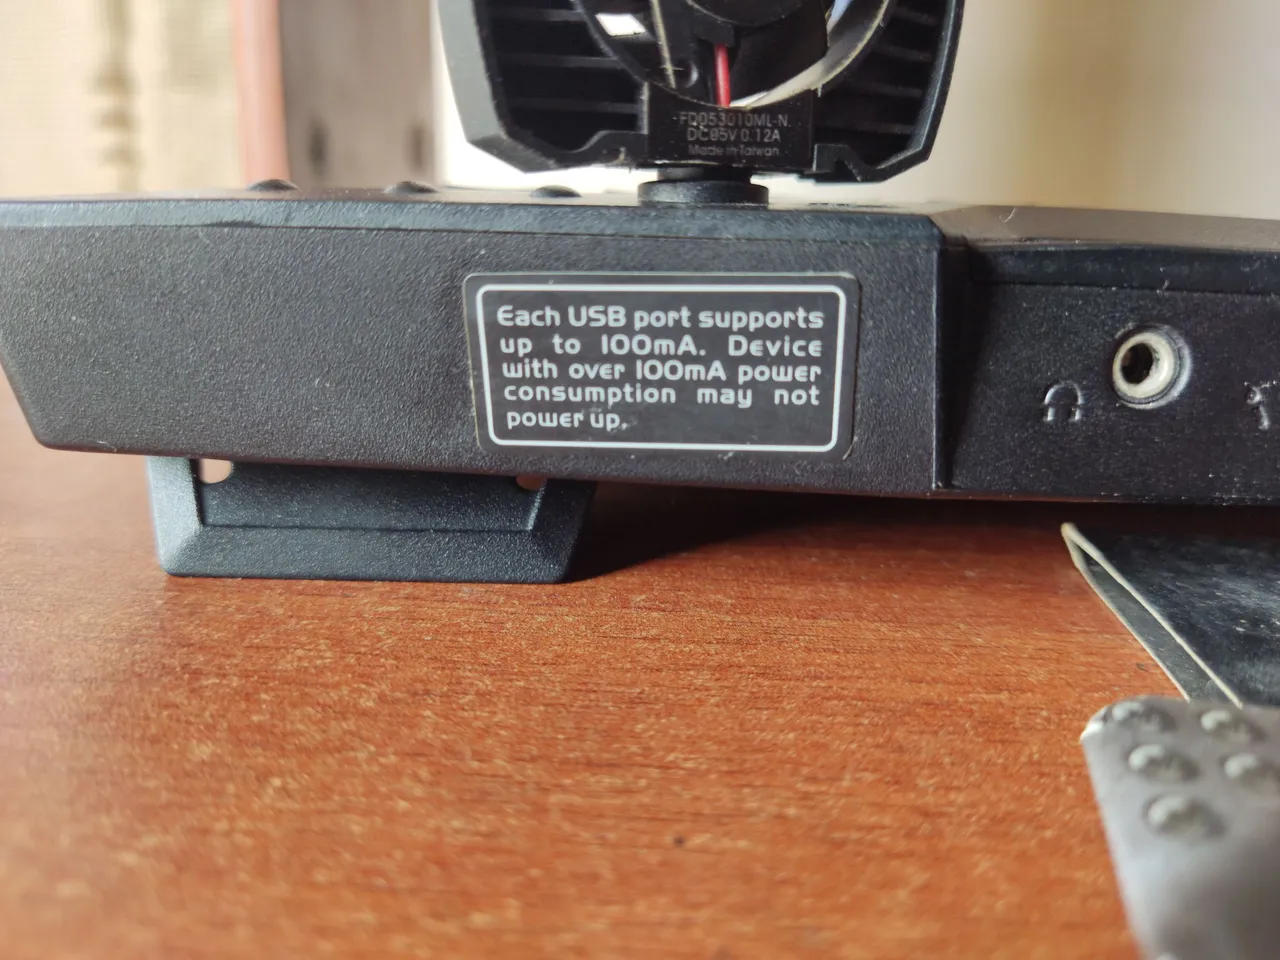 FD053010ML-N
DC05V 0.12A
Made in Taiwan
Each USB port supports
up to 100mA. Device
with over 100mA power
consumption may not
power up.